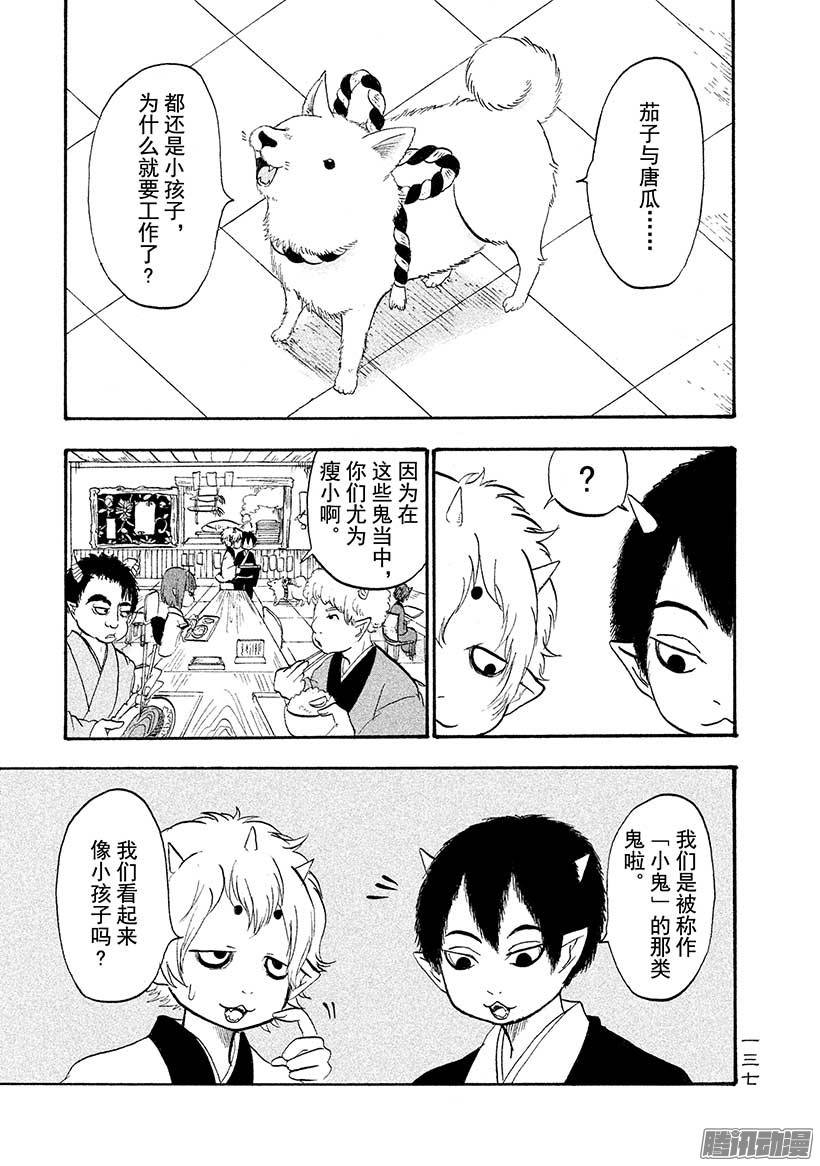 茄子与唐瓜……
都还是小孩子，
为什么就要工作了？
？
因为在
这些鬼当中，
你们尤为
瘦小啊。
我们是被称作
「小鬼」的那类
鬼啦。
我们看起来
像小孩子吗？
一三七
腾讯动漫